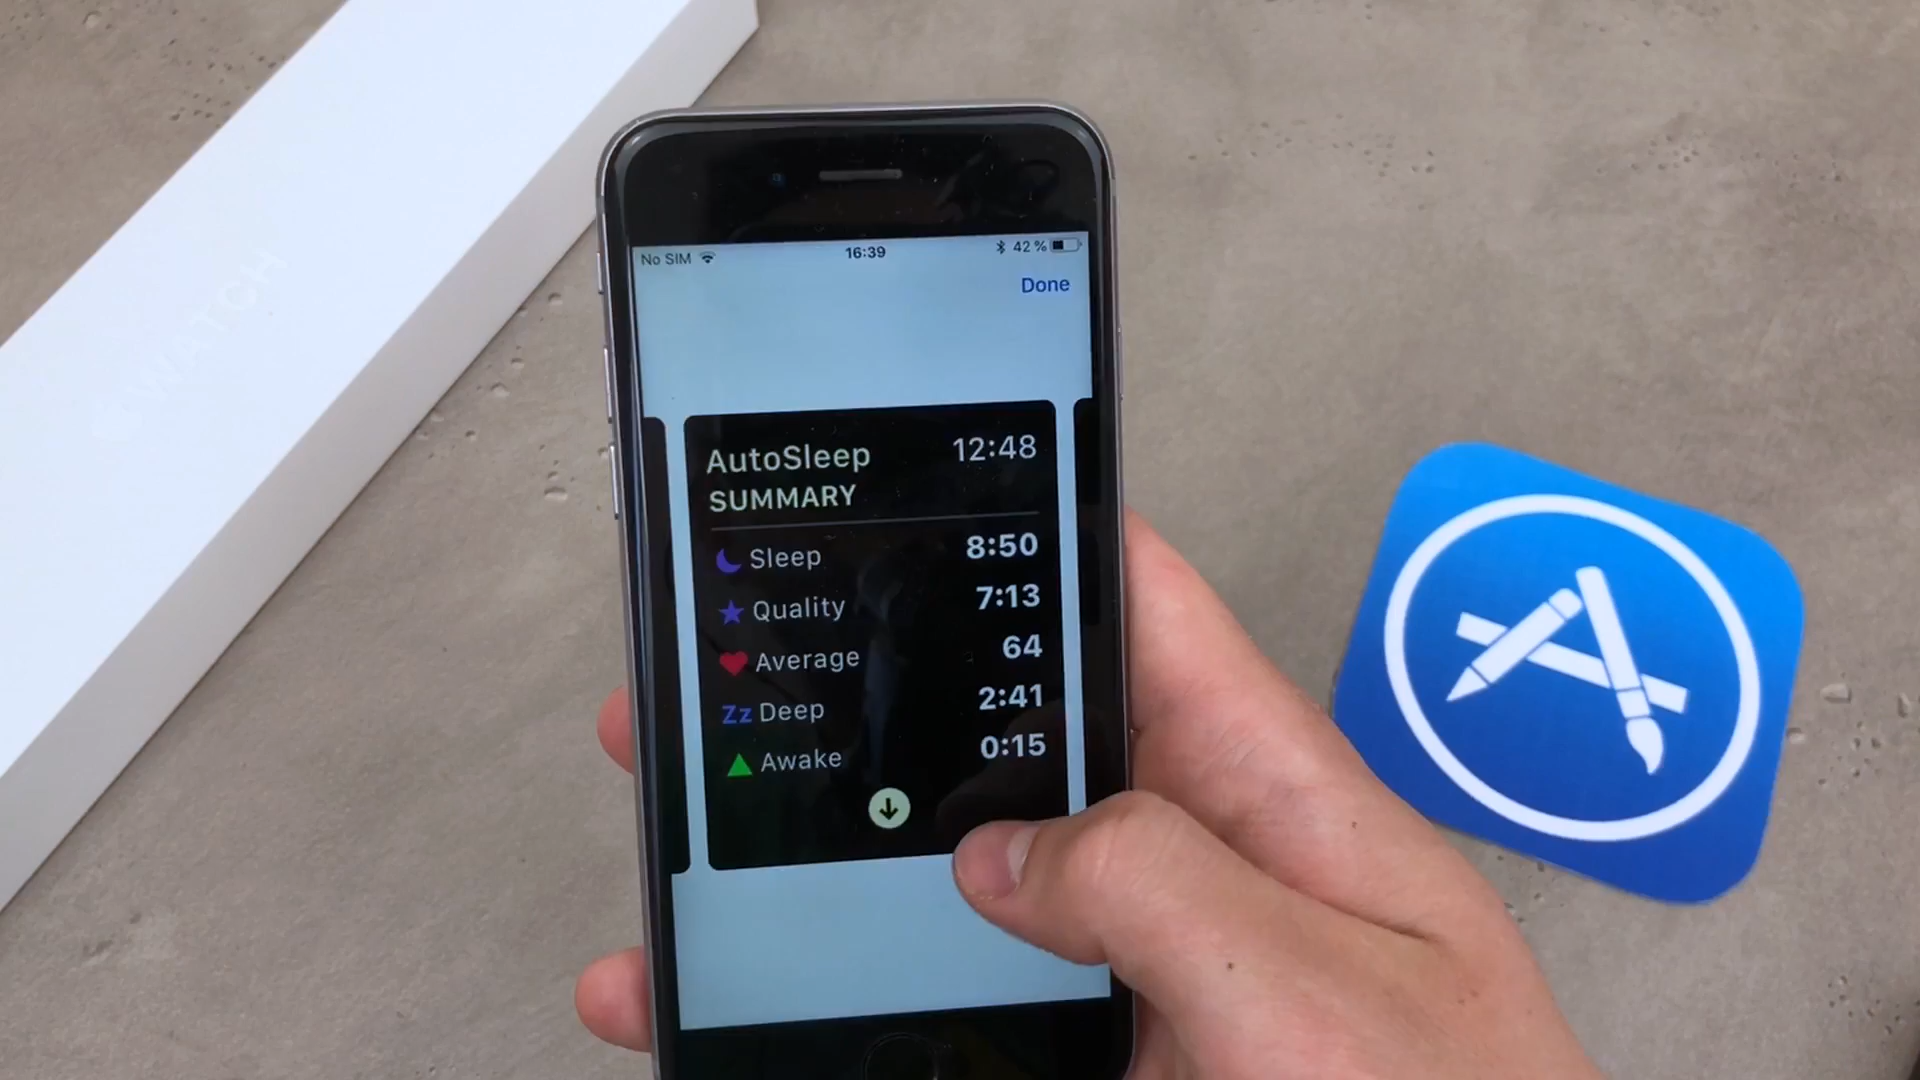 WATCH
No SIM 16:39 42 %
Done
AutoSleep 12:48
SUMMARY
Sleep 8:50
Quality 7:13
Average 64
Zz Deep 2:41
Awake 0:15